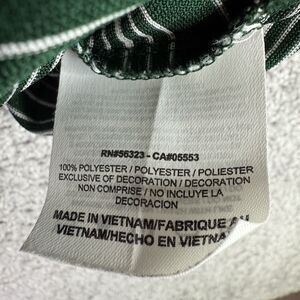 RN#56323 - CA#05553
100% POLYESTER / POLYESTER / POLIESTER
EXCLUSIVE OF DECORATION / DECORATION
NON COMPRISE / NO INCLUYE LA
DECORACION
MADE IN VIETNAM/FABRIQUE AU
VIETNAM/HECHO EN VIETNAM